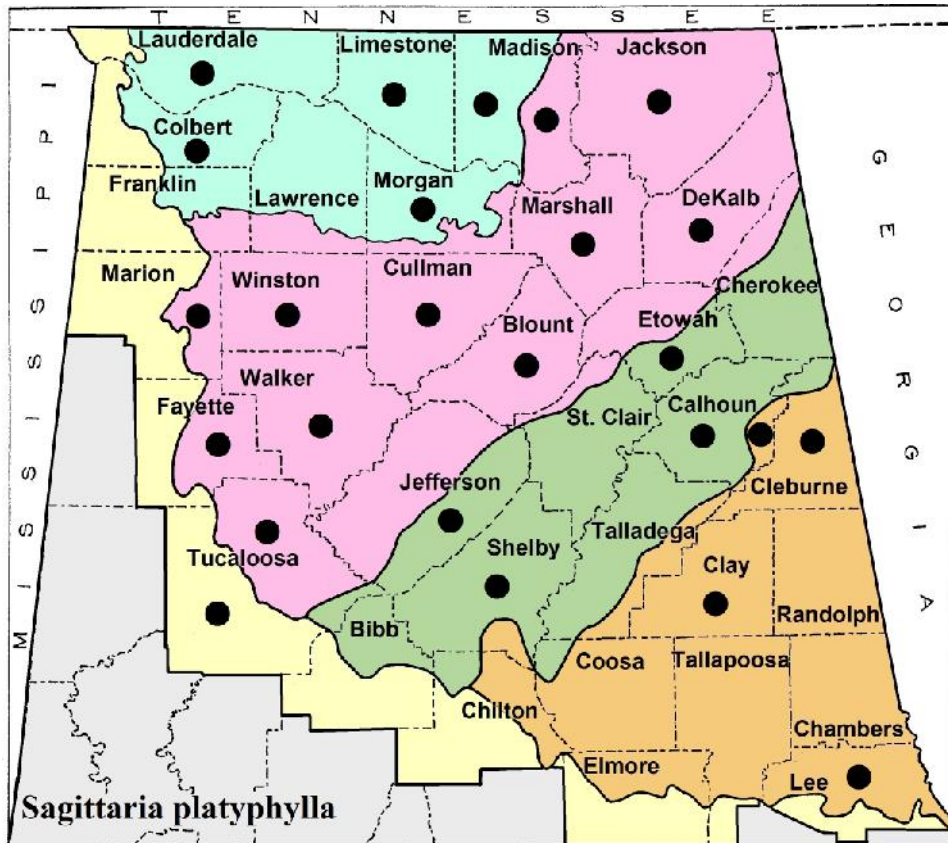 T E N N E S S E E
Lauderdale
Limestone
Madison
Jackson
Colbert
Franklin
Lawrence
Morgan
Marshall
DeKalb
Marion
Winston
Cullman
Cherokee
Blount
Etowah
Walker
Fayette
St. Clair
Calhoun
Jefferson
Cleburne
Tucaloosa
Shelby
Talladega
Clay
Bibb
Randolph
Coosa
Tallapoosa
Chilton
Chambers
Elmore
Lee
M I S S I S S I P P I
G E O R G I A
Sagittaria platyphylla